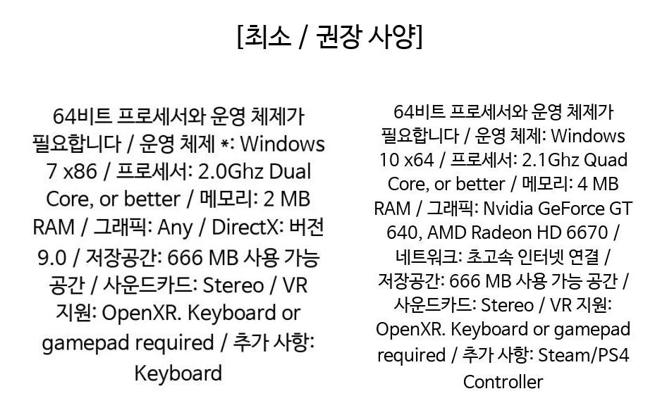 [최소 / 권장 사양]
64비트 프로세서와 운영 체제가
필요합니다 / 운영 체제 *: Windows
7 x86 / 프로세서: 2.0Ghz Dual
Core, or better / 메모리: 2 MB
RAM / 그래픽: Any / DirectX: 버전
9.0 / 저장공간: 666 MB 사용 가능
공간 / 사운드카드: Stereo / VR
지원: OpenXR. Keyboard or
gamepad required / 추가 사항:
Keyboard
64비트 프로세서와 운영 체제가
필요합니다 / 운영 체제: Windows
10 x64 / 프로세서: 2.1Ghz Quad
Core, or better / 메모리: 4 MB
RAM / 그래픽: Nvidia GeForce GT
640, AMD Radeon HD 6670 /
네트워크: 초고속 인터넷 연결 /
저장공간: 666 MB 사용 가능 공간 /
사운드카드: Stereo / VR 지원:
OpenXR. Keyboard or gamepad
required / 추가 사항: Steam/PS4
Controller